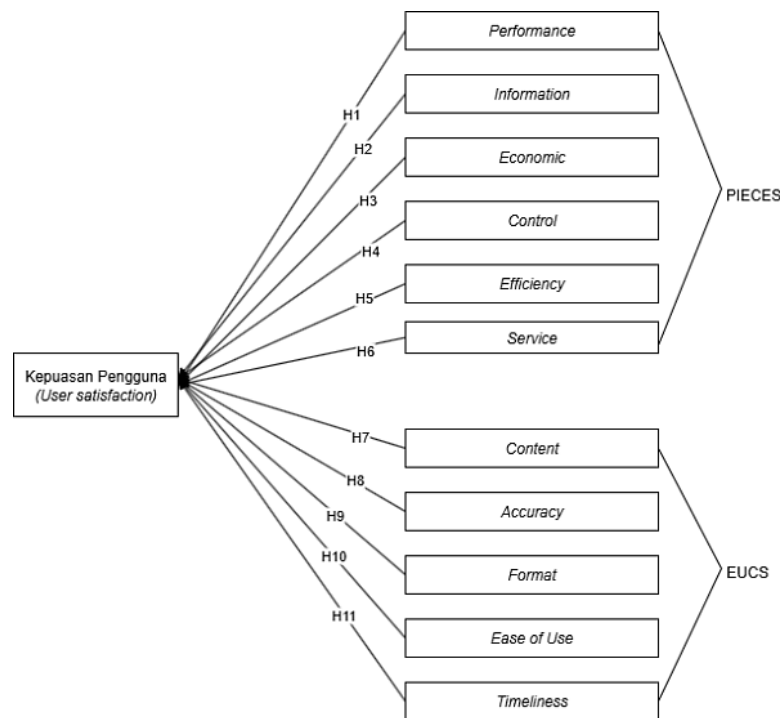 Performance
H1
Information
H2
Economic
H3
PIECES
Control
H4
Efficiency
H5
Service
H6
Kepuasan Pengguna
(User satisfaction)
H7
Content
H8
Accuracy
H9
Format
EUCS
H10
Ease of Use
H11
Timeliness